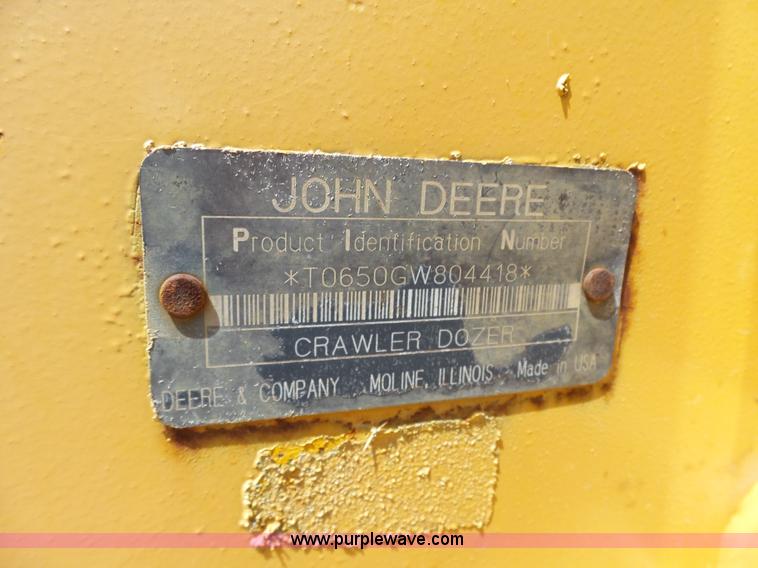 JOHN DEERE
Product Identification Number
*T0650GW804418*
CRAWLER DOZER
DEERE & COMPANY MOLINE, ILLINOIS Made in USA
www.purplewave.com